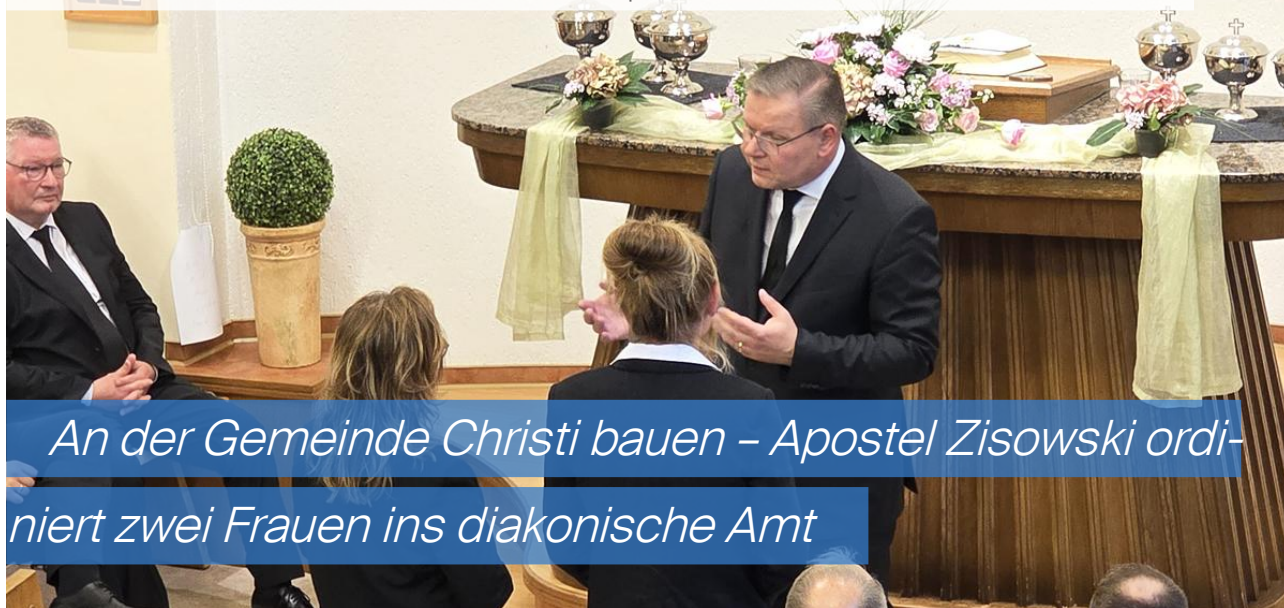 An der Gemeinde Christi bauen – Apostel Zisowski ordi-
niert zwei Frauen ins diakonische Amt